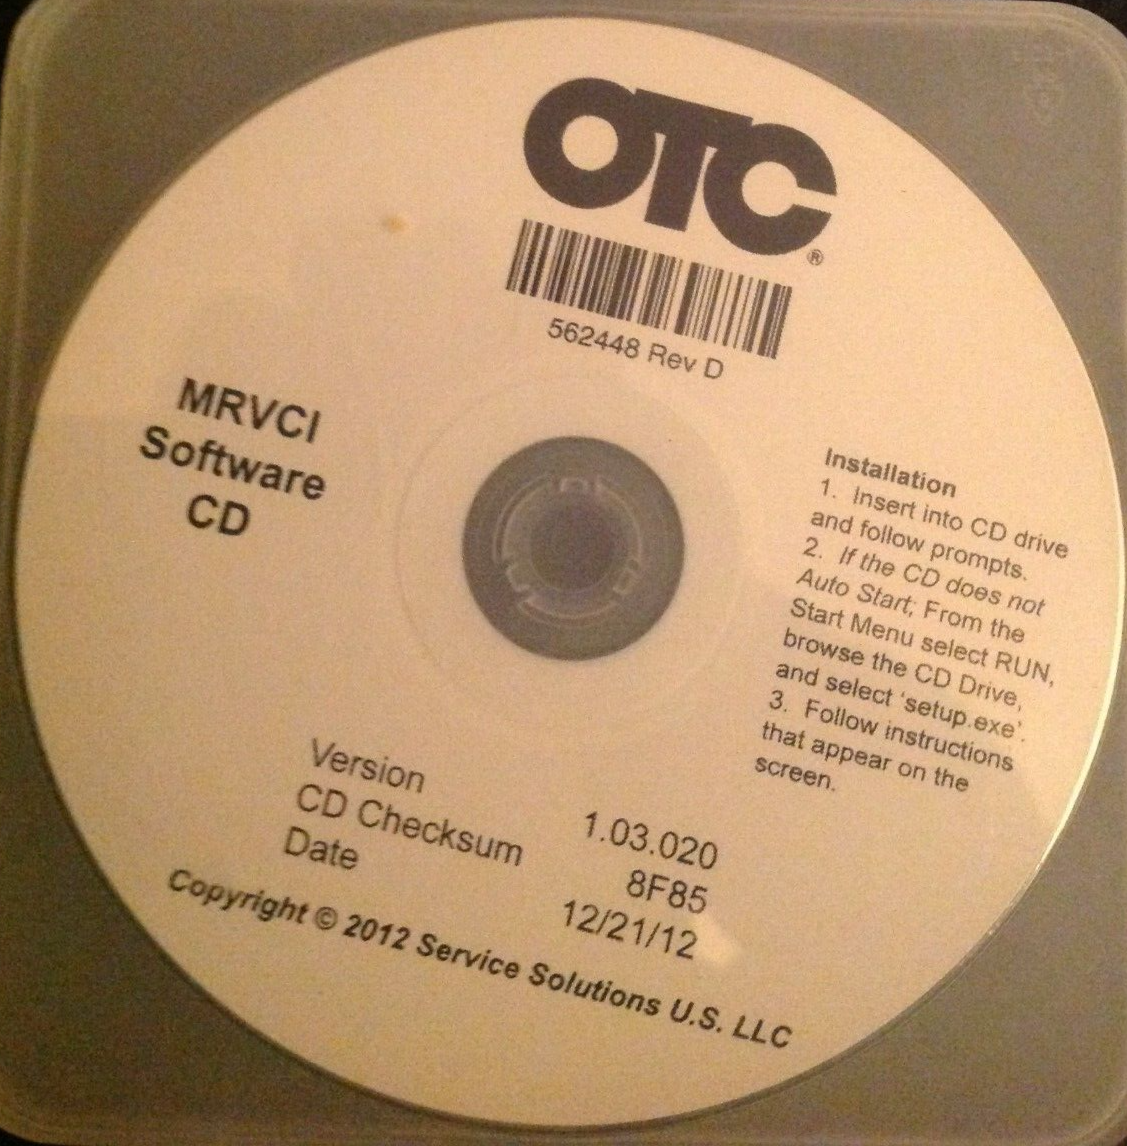 OTC®
562448 Rev D
MRVCI
Software
CD
Installation
1. Insert into CD drive
and follow prompts.
2. If the CD does not
Auto Start; From the
Start Menu select RUN,
browse the CD Drive,
and select ‘setup.exe’.
3. Follow instructions
that appear on the
screen.
Version 1.03.020
CD Checksum 8F85
Date 12/21/12
Copyright © 2012 Service Solutions U.S. LLC